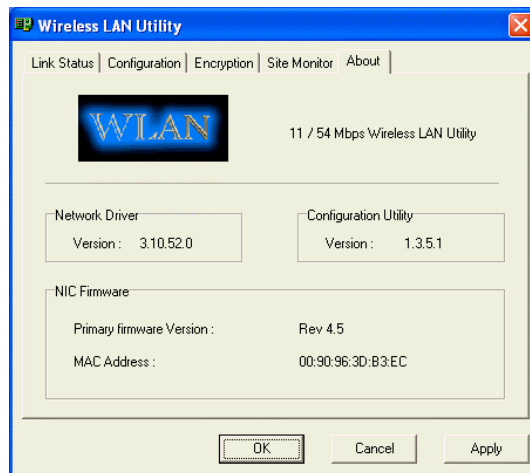 Wireless LAN Utility
Link Status Configuration Encryption Site Monitor About
WLAN
11 / 54 Mbps Wireless LAN Utility
Network Driver
Version : 3.10.52.0
Configuration Utility
Version : 1.3.5.1
NIC Firmware
Primary firmware Version : Rev 4.5
MAC Address : 00:90:96:3D:B3:EC
OK Cancel Apply